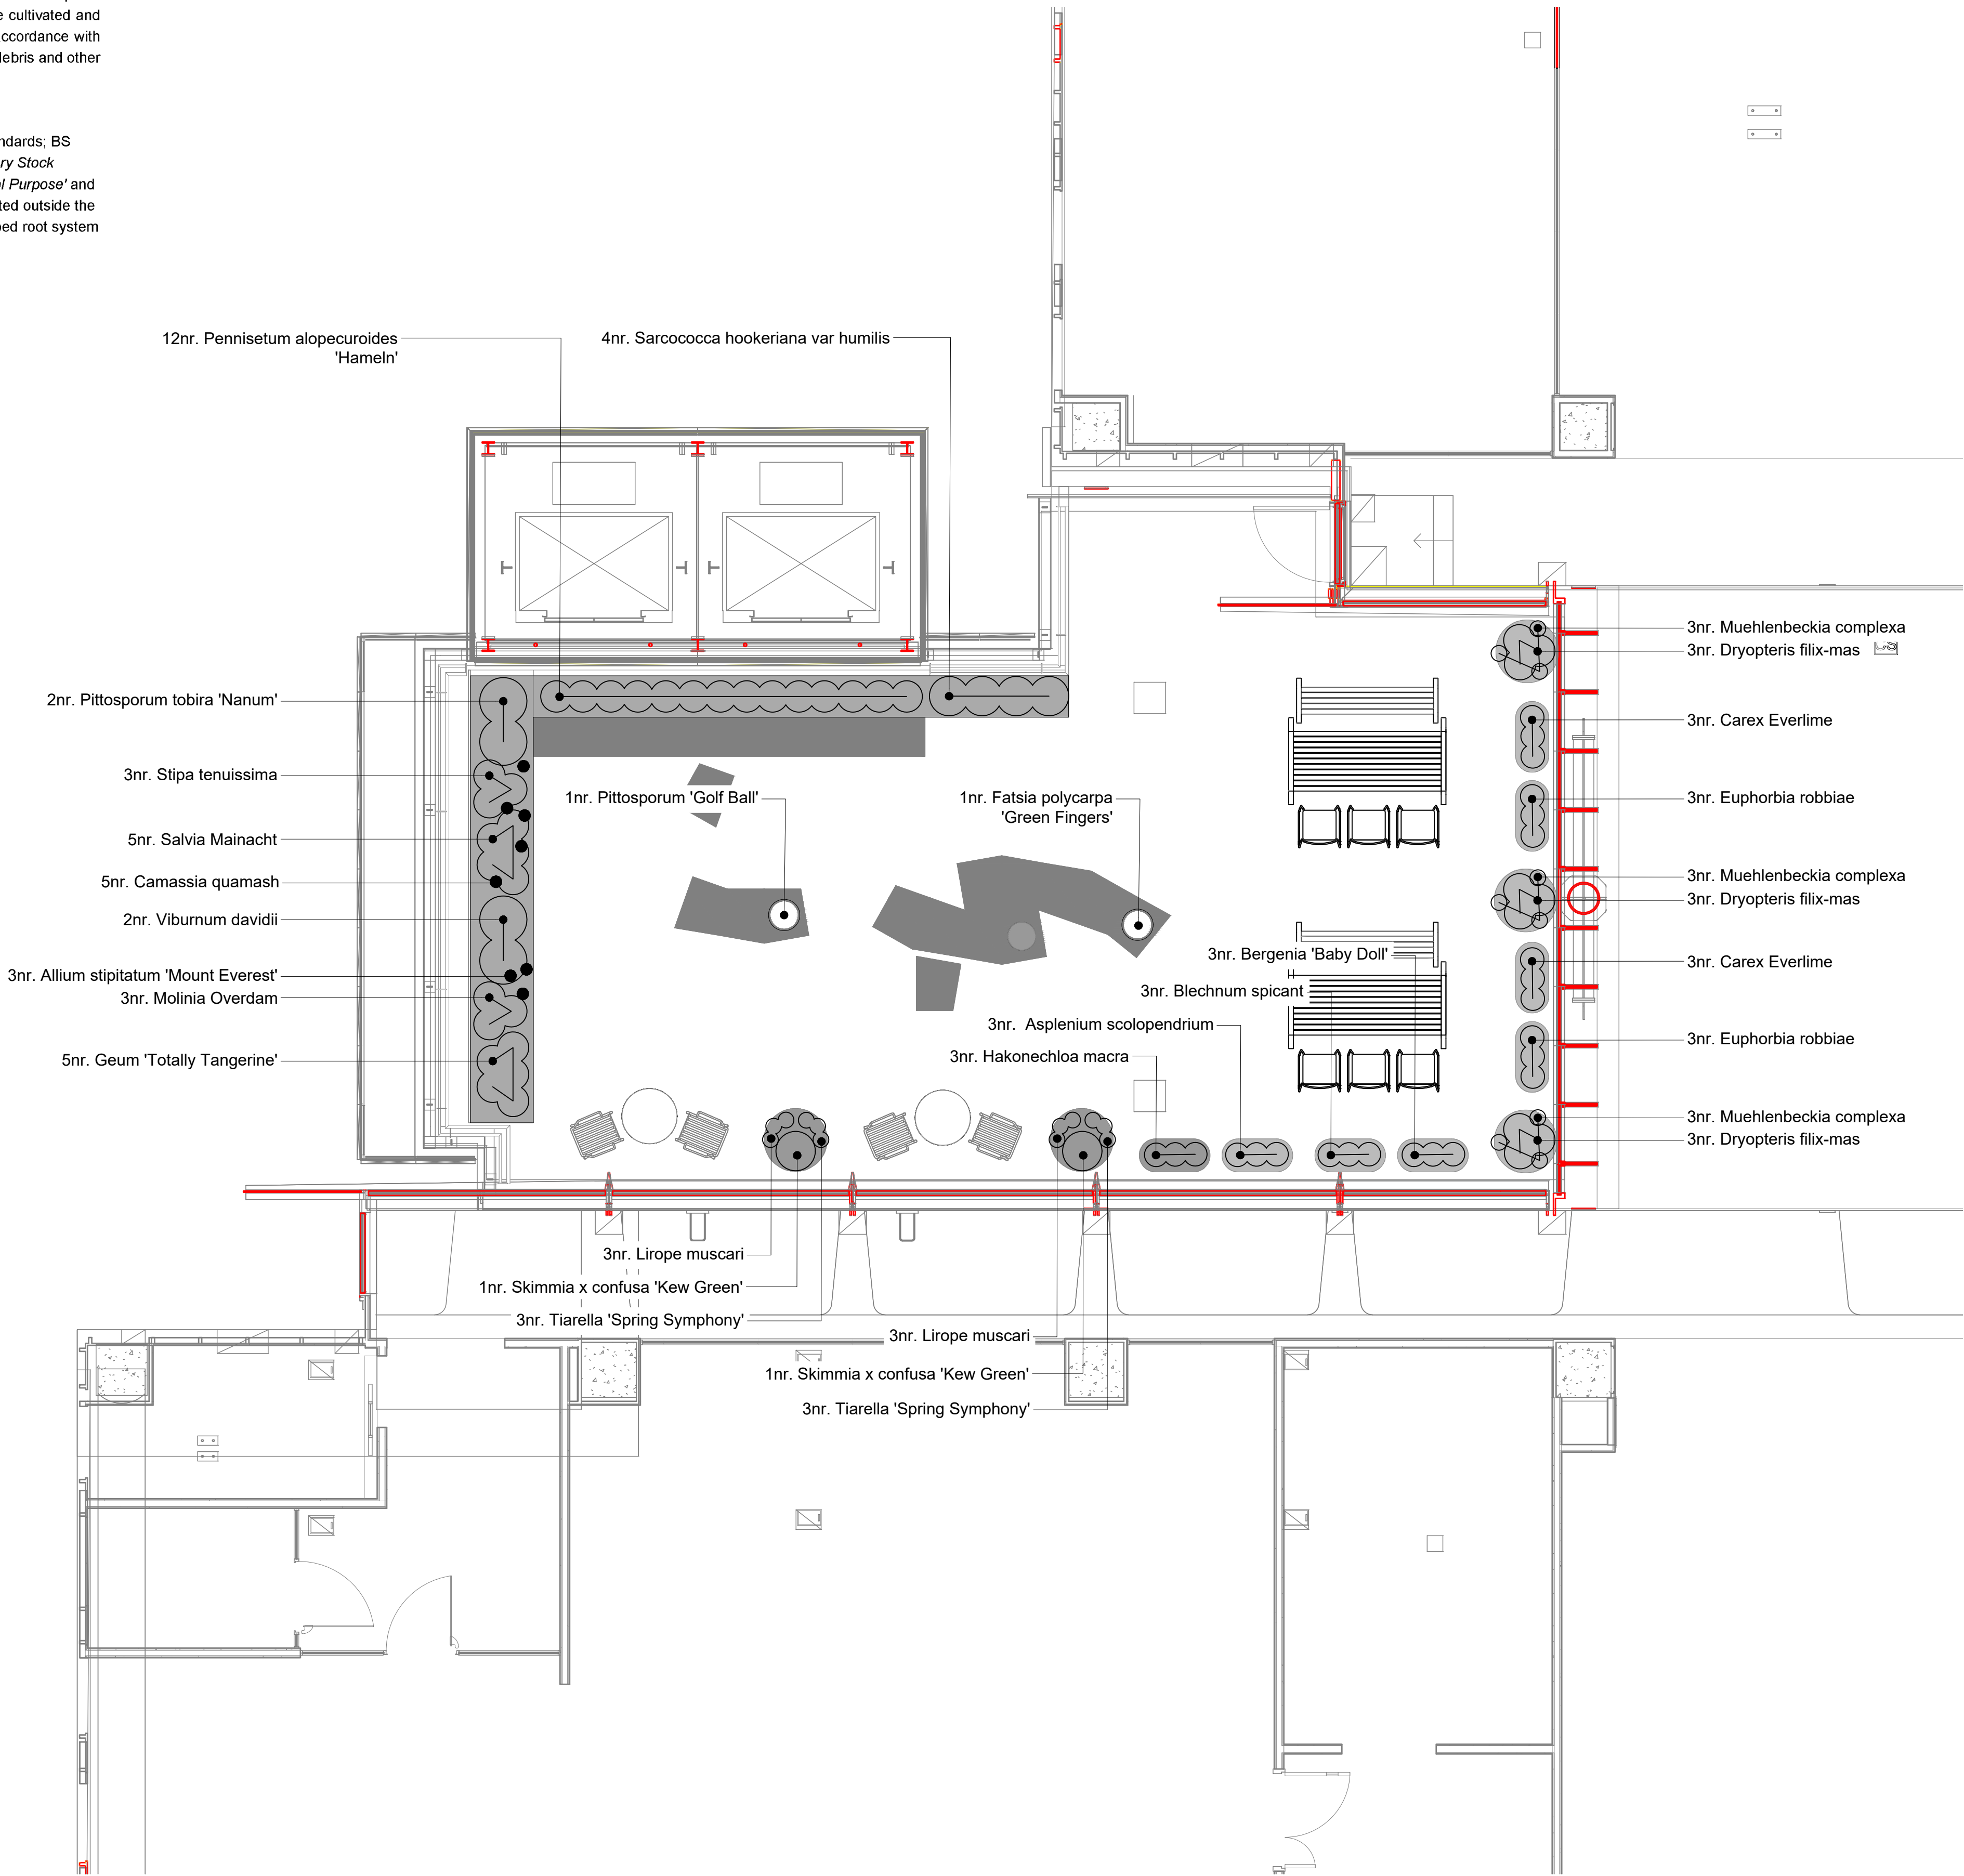 e cultivated and
ccordance with
lebris and other
ndards; BS
ry Stock
l Purpose' and
ted outside the
ped root system
12nr. Pennisetum alopecuroides
'Hameln'
4nr. Sarcococca hookeriana var humilis
2nr. Pittosporum tobira 'Nanum'
3nr. Stipa tenuissima
5nr. Salvia Mainacht
5nr. Camassia quamash
2nr. Viburnum davidii
3nr. Allium stipitatum 'Mount Everest'
3nr. Molinia Overdam
5nr. Geum 'Totally Tangerine'
1nr. Pittosporum 'Golf Ball'
1nr. Fatsia polycarpa
'Green Fingers'
3nr. Bergenia 'Baby Doll'
3nr. Blechnum spicant
3nr. Asplenium scolopendrium
3nr. Hakonechloa macra
3nr. Muehlenbeckia complexa
3nr. Dryopteris filix-mas
3nr. Carex Everlime
3nr. Euphorbia robbiae
3nr. Muehlenbeckia complexa
3nr. Dryopteris filix-mas
3nr. Carex Everlime
3nr. Euphorbia robbiae
3nr. Muehlenbeckia complexa
3nr. Dryopteris filix-mas
3nr. Lirope muscari
1nr. Skimmia x confusa 'Kew Green'
3nr. Tiarella 'Spring Symphony'
3nr. Lirope muscari
1nr. Skimmia x confusa 'Kew Green'
3nr. Tiarella 'Spring Symphony'